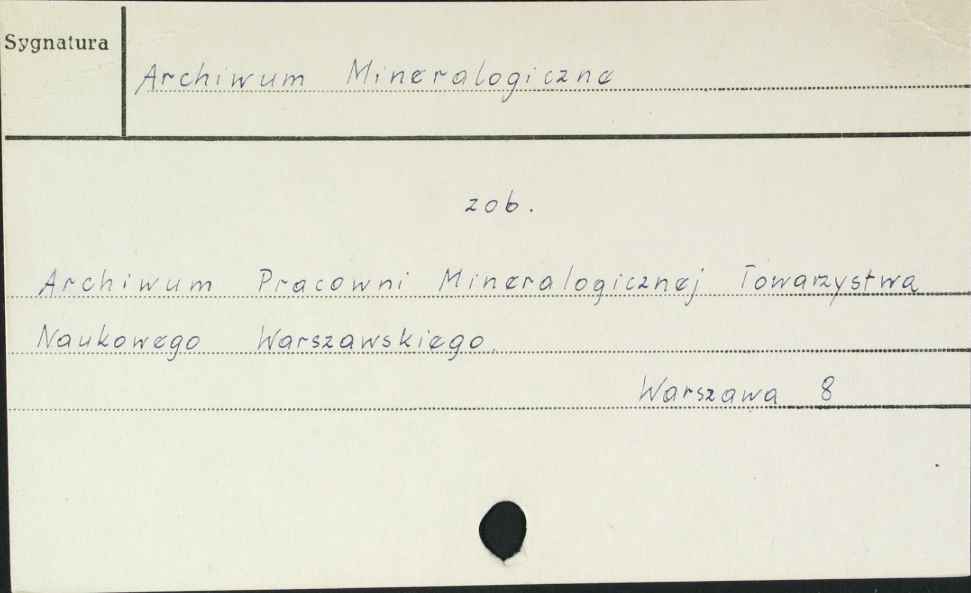 Sygnatura
Archiwum Mineralogiczne
zob.
Archiwum Pracowni Mineralogicznej Towarzystwa
Naukowego Warszawskiego.
Warszawa 8